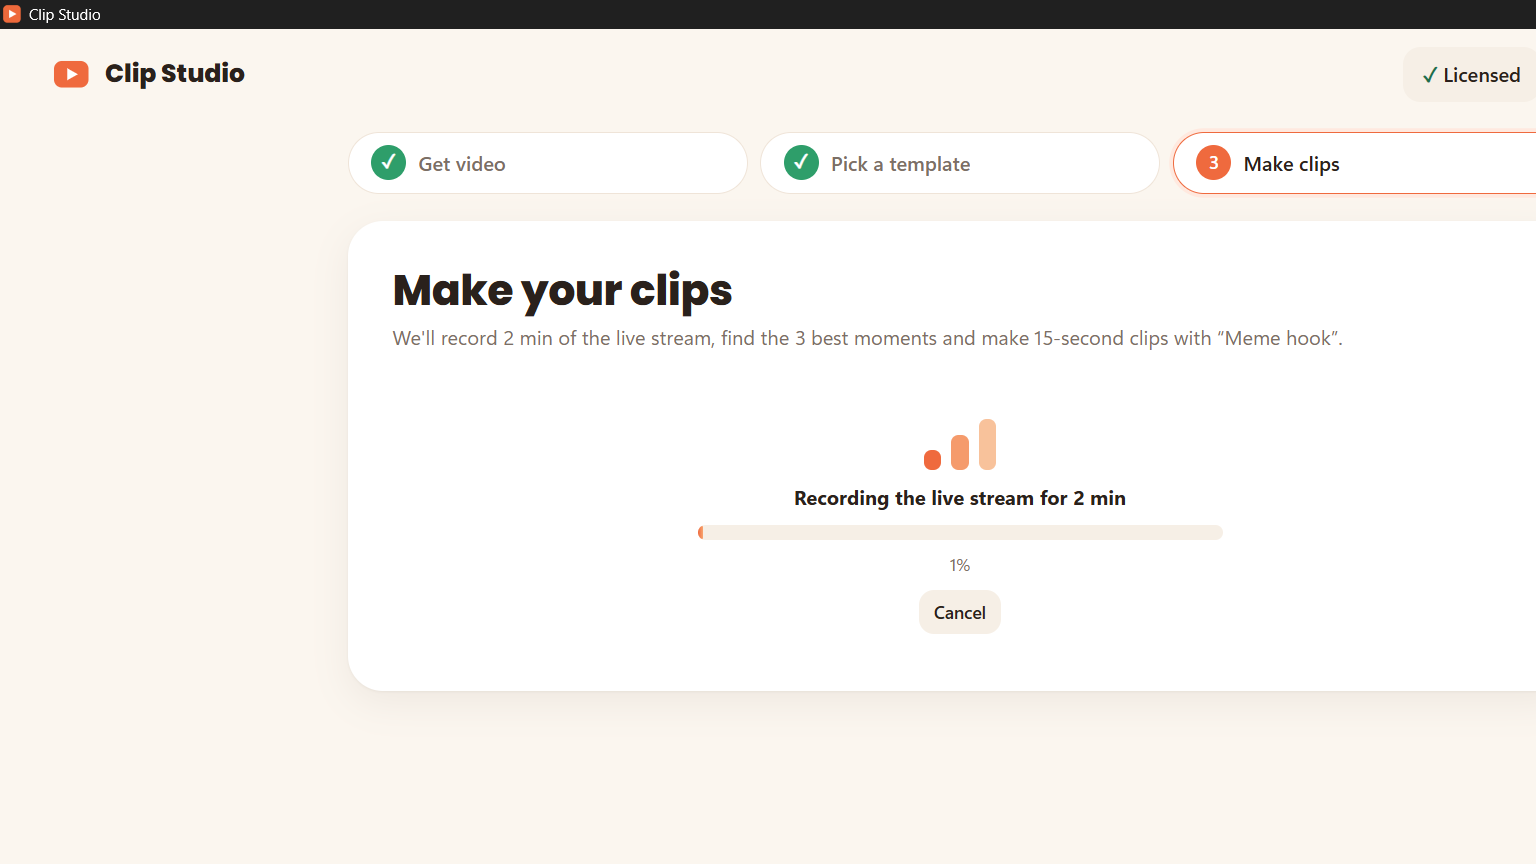 Clip Studio
Clip Studio
✓ Licensed
Get video
Pick a template
3 Make clips
Make your clips
We'll record 2 min of the live stream, find the 3 best moments and make 15-second clips with “Meme hook”.
Recording the live stream for 2 min
1%
Cancel